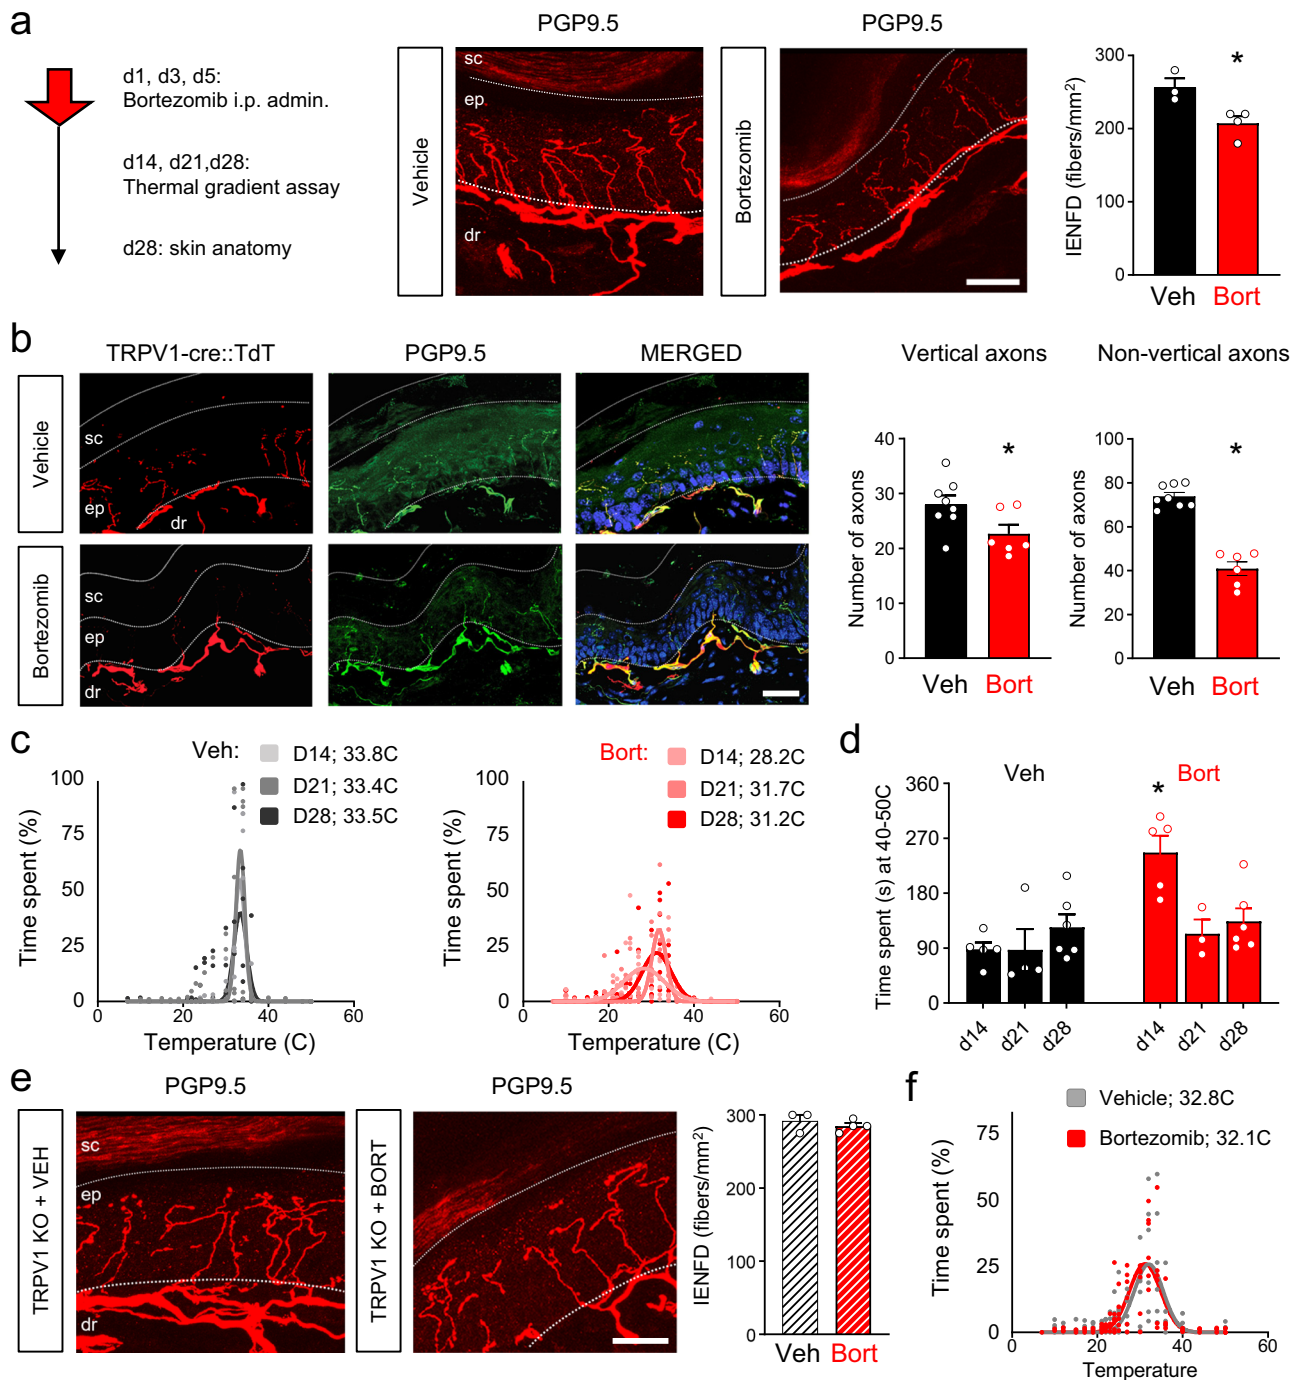 a
d1, d3, d5:
Bortezomib i.p. admin.
d14, d21,d28:
Thermal gradient assay
d28: skin anatomy
PGP9.5
PGP9.5
Vehicle
sc
ep
dr
Bortezomib
IENFD (fibers/mm²)
300
200
100
0
*
Veh
Bort
b
TRPV1-cre::TdT
PGP9.5
MERGED
Vehicle
sc
ep
dr
Bortezomib
sc
ep
dr
Vertical axons
Number of axons
40
30
20
10
0
*
Veh
Bort
Non-vertical axons
Number of axons
100
80
60
40
20
0
*
Veh
Bort
c
Veh:
D14; 33.8C
D21; 33.4C
D28; 33.5C
Time spent (%)
100
75
50
25
0
0
20
40
60
Temperature (C)
Bort:
D14; 28.2C
D21; 31.7C
D28; 31.2C
Time spent (%)
100
75
50
25
0
0
20
40
60
Temperature (C)
d
Veh
Bort
Time spent (s) at 40-50C
360
270
180
90
0
*
d14
d21
d28
d14
d21
d28
e
PGP9.5
PGP9.5
TRPV1 KO + VEH
sc
ep
dr
TRPV1 KO + BORT
IENFD (fibers/mm²)
300
300
300
0
Veh
Bort
f
Vehicle; 32.8C
Bortezomib; 32.1C
Time spent (%)
75
50
25
0
0
20
40
60
Temperature